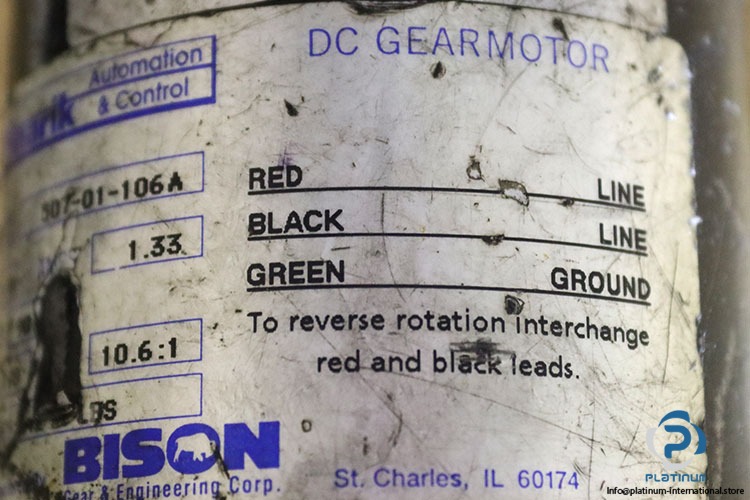 DC GEARMOTOR
Automation
& Control
507-01-106A
1.33
10.6:1
LBS
RED LINE
BLACK LINE
GREEN GROUND
To reverse rotation interchange
red and black leads.
BISON
Gear & Engineering Corp.
St. Charles, IL 60174
PLATINUM
Info@platinum-International.store